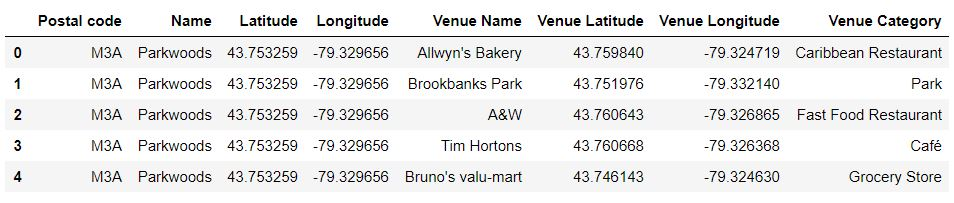 Postal code Name Latitude Longitude Venue Name Venue Latitude Venue Longitude Venue Category
0 M3A Parkwoods 43.753259 -79.329656 Allwyn's Bakery 43.759840 -79.324719 Caribbean Restaurant
1 M3A Parkwoods 43.753259 -79.329656 Brookbanks Park 43.751976 -79.332140 Park
2 M3A Parkwoods 43.753259 -79.329656 A&W 43.760643 -79.326865 Fast Food Restaurant
3 M3A Parkwoods 43.753259 -79.329656 Tim Hortons 43.760668 -79.326368 Café
4 M3A Parkwoods 43.753259 -79.329656 Bruno's valu-mart 43.746143 -79.324630 Grocery Store